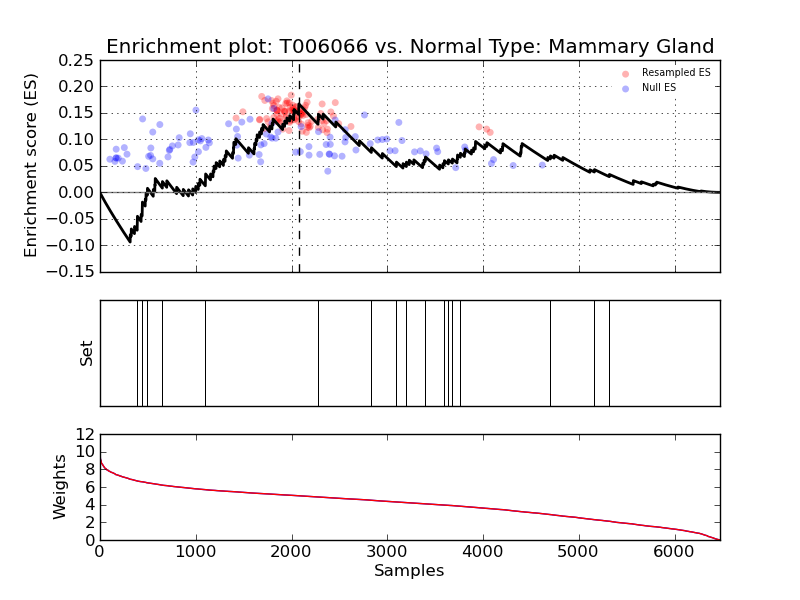 Enrichment plot: T006066 vs. Normal Type: Mammary Gland
Enrichment score (ES)
0.25
0.20
0.15
0.10
0.05
0.00
−0.05
−0.10
−0.15
Resampled ES
Null ES
Set
Weights
12
10
8
6
4
2
0
0 1000 2000 3000 4000 5000 6000
Samples